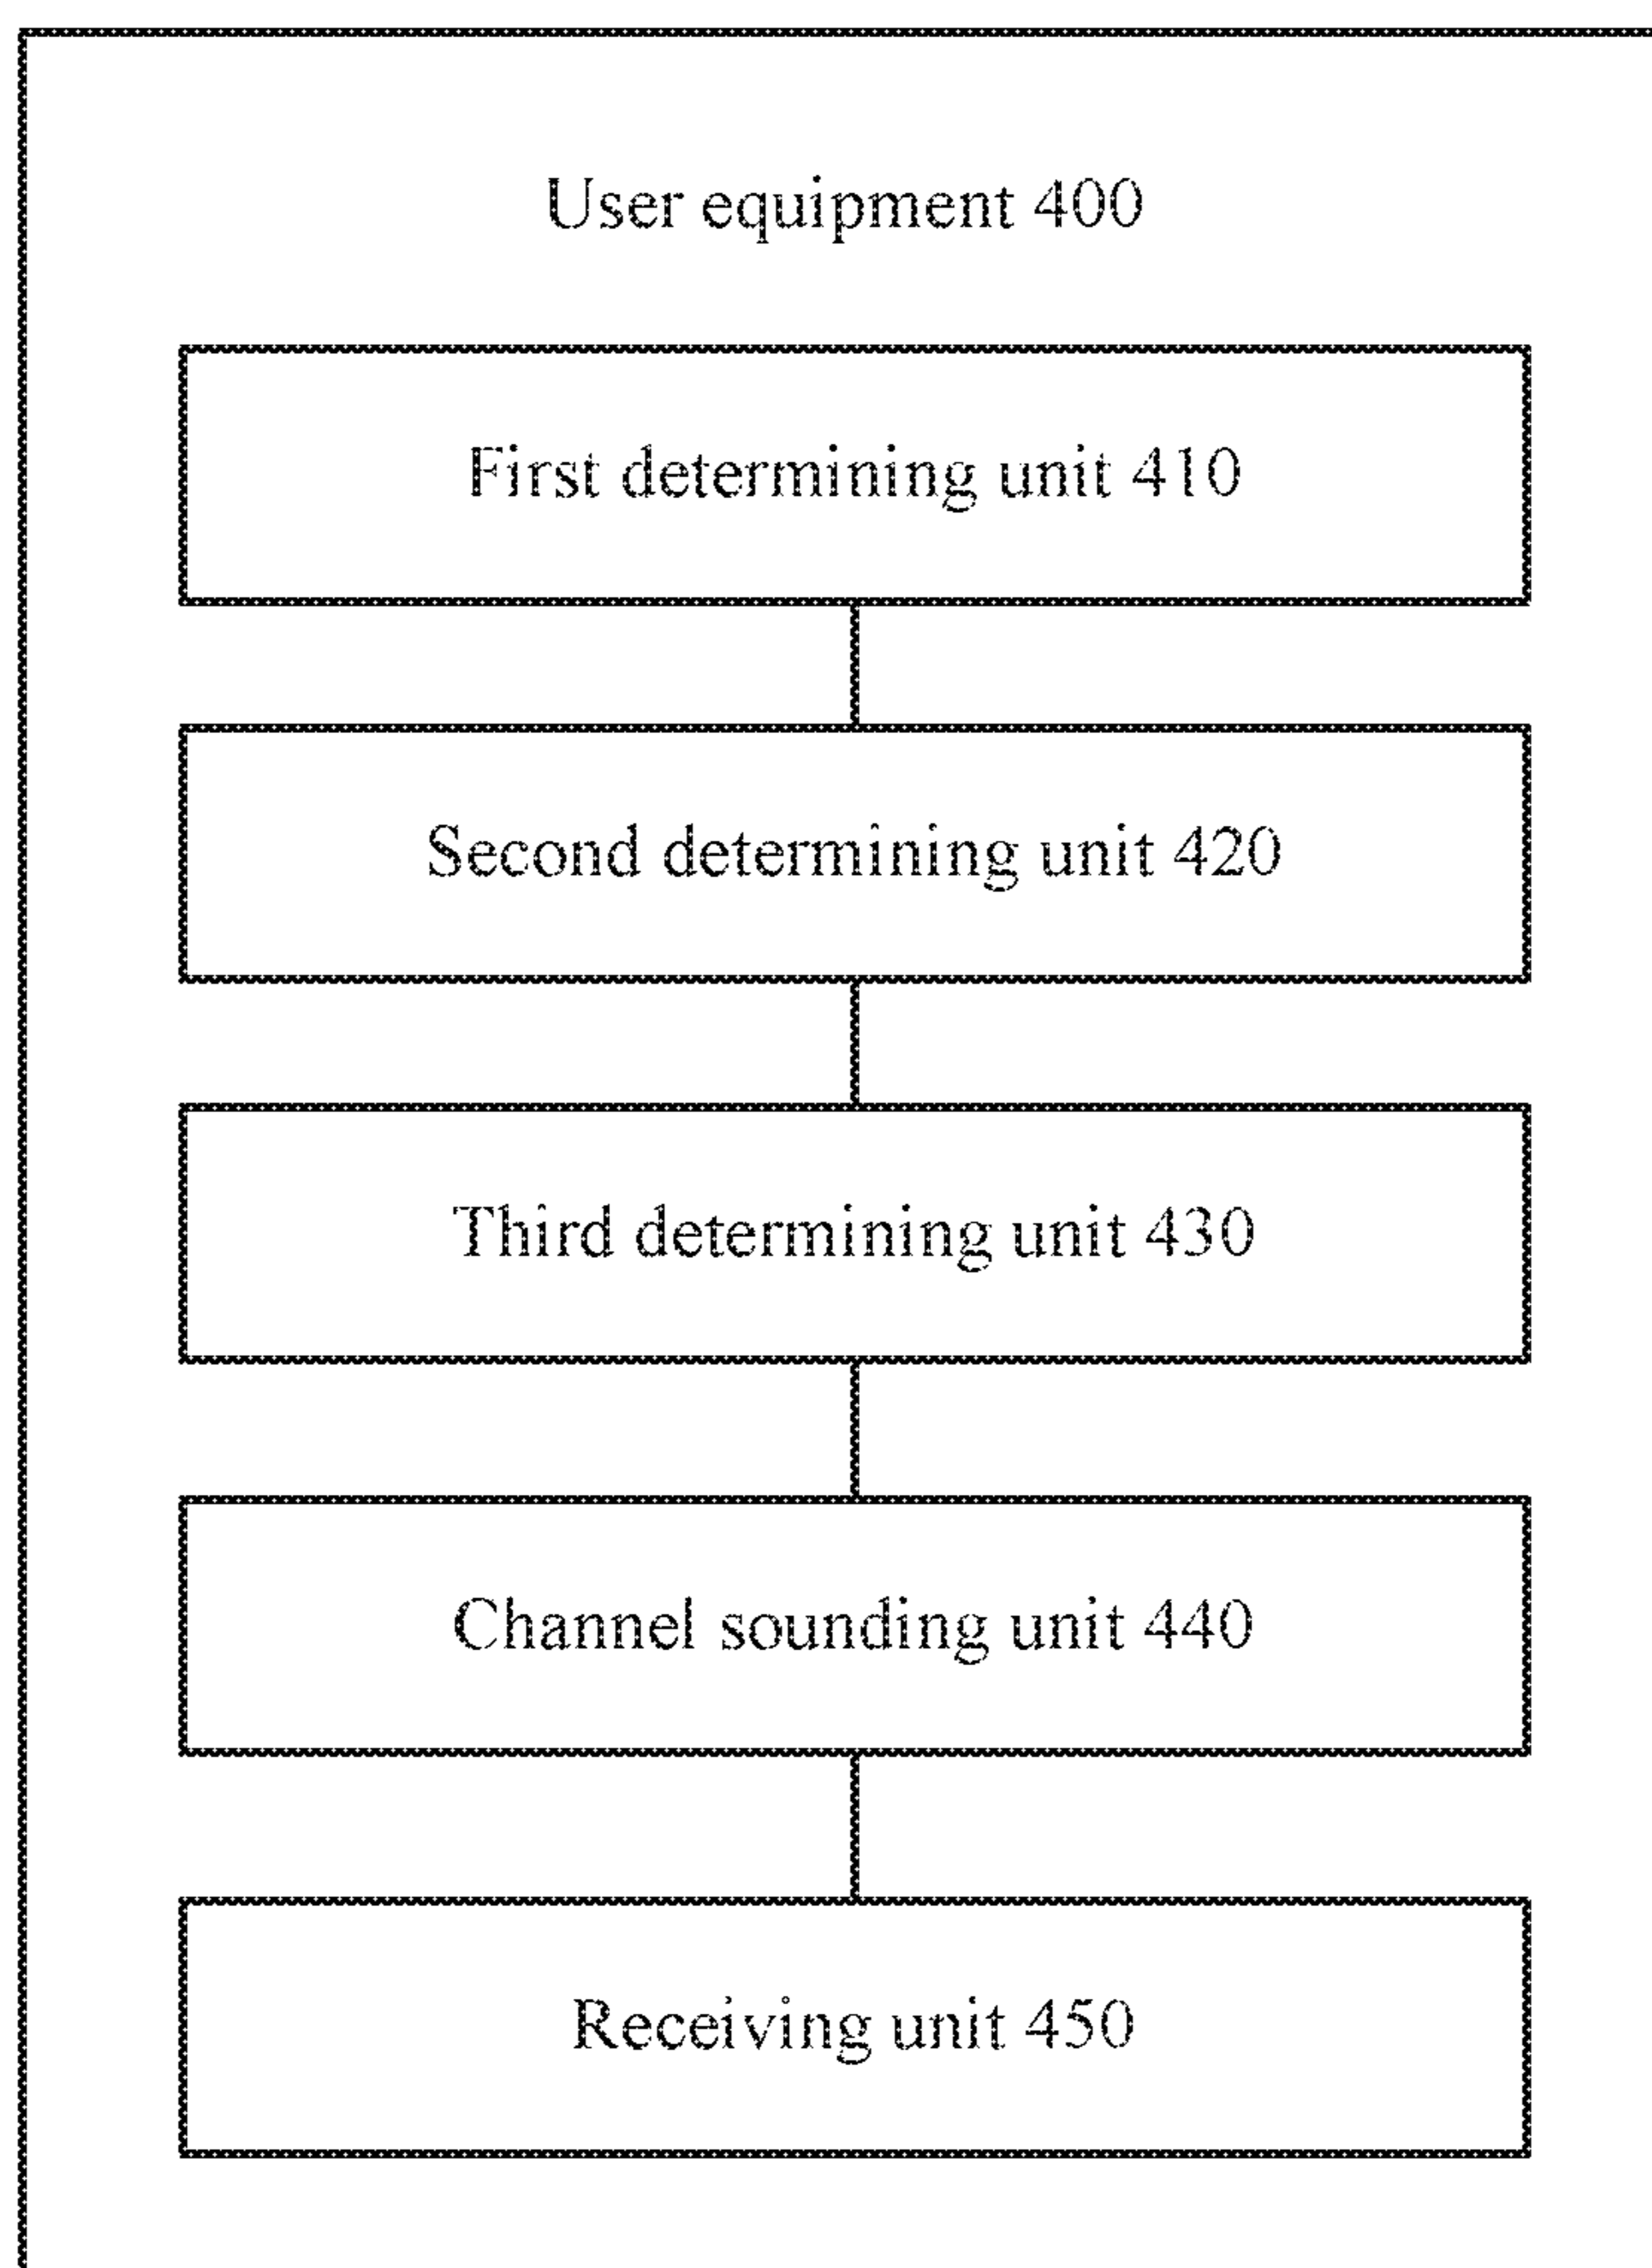 User equipment 400
First determining unit 410
Second determining unit 420
Third determining unit 430
Channel sounding unit 440
Receiving unit 450